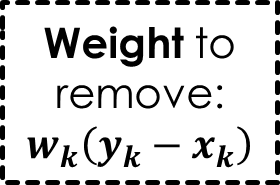 Weight to
remove:
wₖ(yₖ − xₖ)